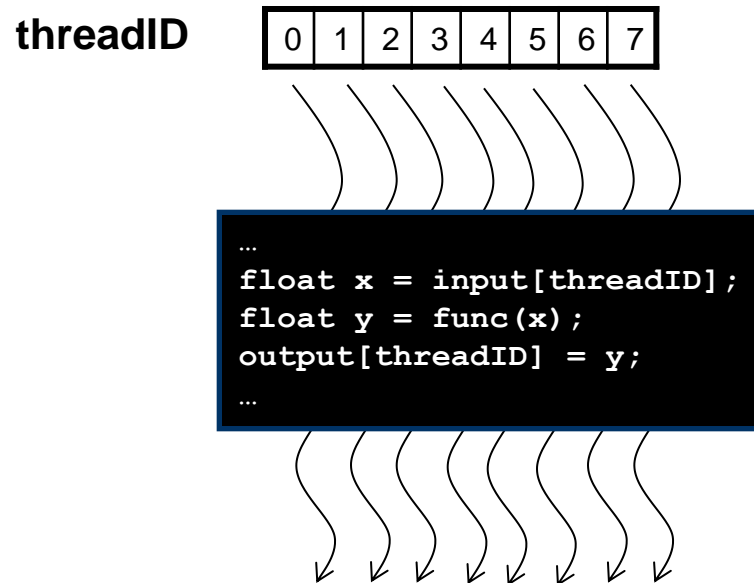 threadID 0 1 2 3 4 5 6 7
…
float x = input[threadID];
float y = func(x);
output[threadID] = y;
…